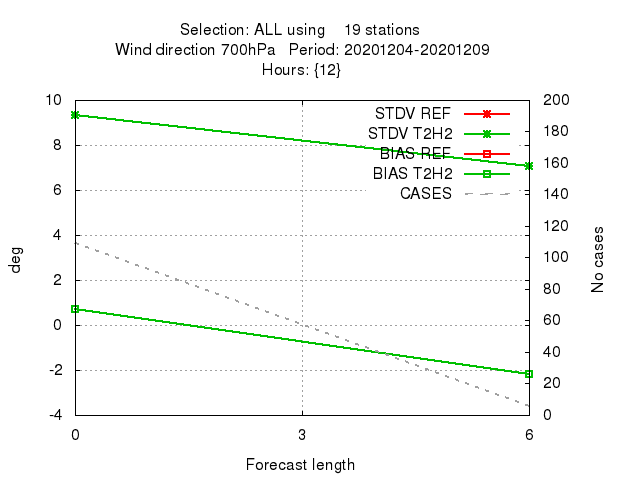 Selection: ALL using 19 stations
Wind direction 700hPa Period: 20201204-20201209
Hours: {12}
10 200
STDV REF
8 180
STDV T2H2
BIAS REF 160
BIAS T2H2
6 140
CASES
4 120
deg No cases
100
2 80
0 60
-2 40
20
-4 0
0 3 6
Forecast length